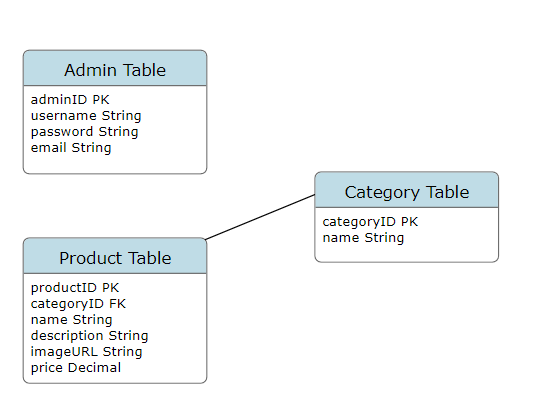 Admin Table
adminID PK
username String
password String
email String
Category Table
categoryID PK
name String
Product Table
productID PK
categoryID FK
name String
description String
imageURL String
price Decimal